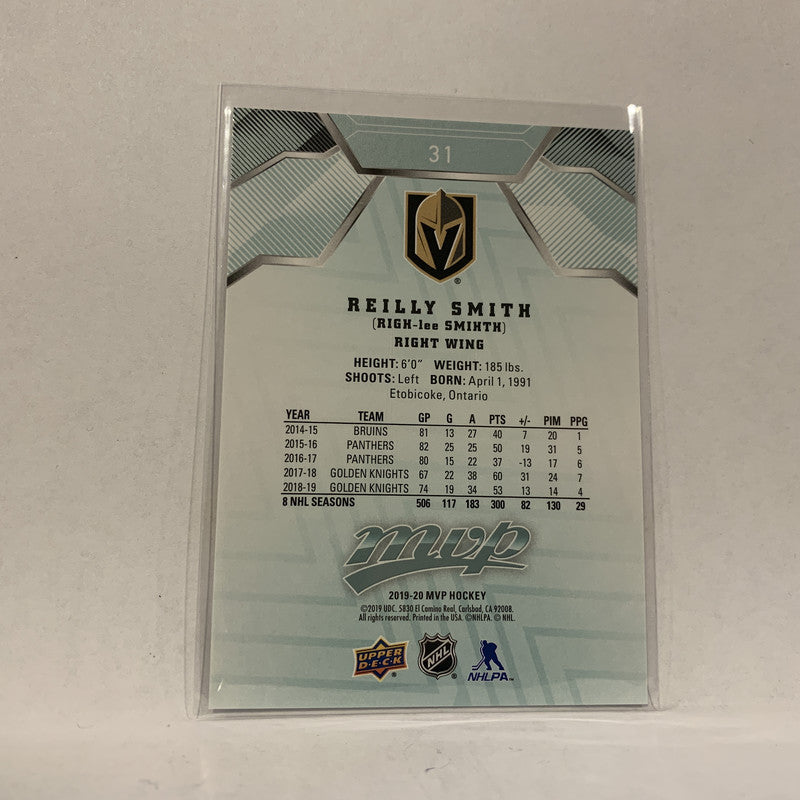 31
REILLY SMITH
(RIGH-lee SMIHTH)
RIGHT WING
HEIGHT: 6'0" WEIGHT: 185 lbs.
SHOOTS: Left BORN: April 1, 1991
Etobicoke, Ontario
YEAR TEAM GP G A PTS +/- PIM PPG
2014-15 BRUINS 81 13 27 40 7 20 1
2015-16 PANTHERS 82 25 25 50 19 31 5
2016-17 PANTHERS 80 15 22 37 -13 17 6
2017-18 GOLDEN KNIGHTS 67 22 38 60 31 24 7
2018-19 GOLDEN KNIGHTS 74 19 34 53 13 14 4
8 NHL SEASONS 506 117 183 300 82 130 29
mvp
2019-20 MVP HOCKEY
©2019 UDC. 5830 El Camino Real, Carlsbad, CA 92008.
All rights reserved. Printed in the USA. ©NHLPA. © NHL.
UPPER DECK® NHL® NHLPA™